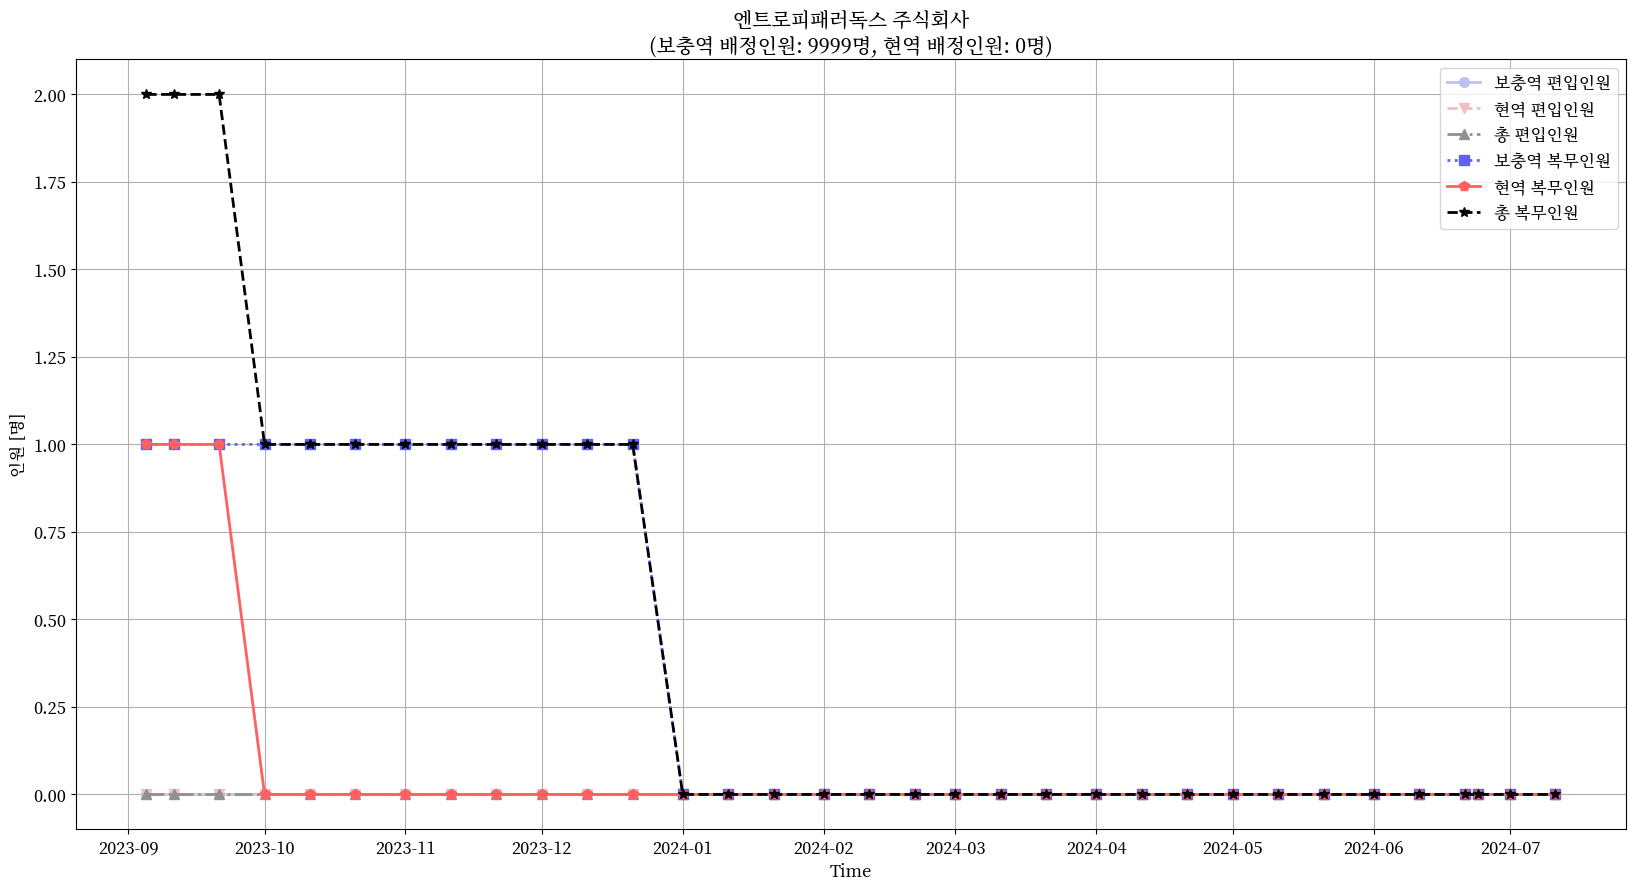 엔트로피패러독스 주식회사
(보충역 배정인원: 9999명, 현역 배정인원: 0명)
보충역 편입인원
현역 편입인원
총 편입인원
보충역 복무인원
현역 복무인원
총 복무인원
인원 [명]
2.00
1.75
1.50
1.25
1.00
0.75
0.50
0.25
0.00
2023-09 2023-10 2023-11 2023-12 2024-01 2024-02 2024-03 2024-04 2024-05 2024-06 2024-07
Time